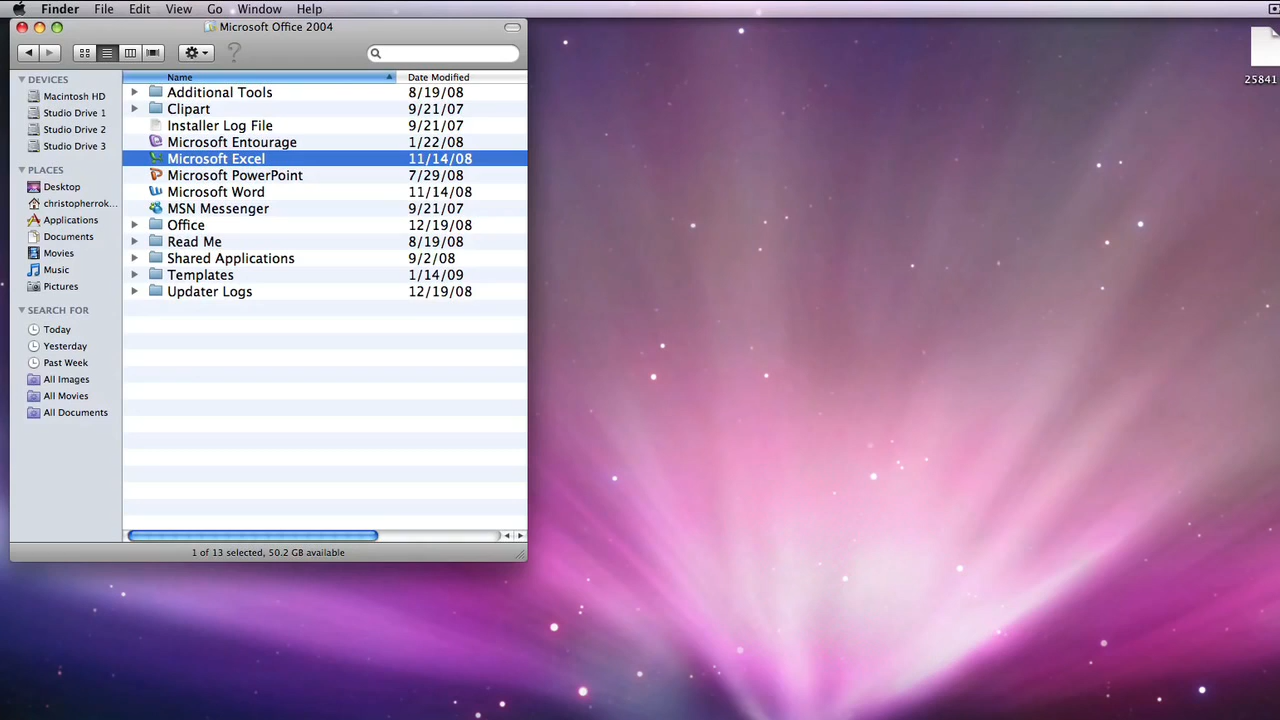 Finder File Edit View Go Window Help
Microsoft Office 2004
?
Name Date Modified
DEVICES
Macintosh HD
Studio Drive 1
Studio Drive 2
Studio Drive 3
PLACES
Desktop
christopherrok...
Applications
Documents
Movies
Music
Pictures
SEARCH FOR
Today
Yesterday
Past Week
All Images
All Movies
All Documents
Additional Tools 8/19/08
Clipart 9/21/07
Installer Log File 9/21/07
Microsoft Entourage 1/22/08
Microsoft Excel 11/14/08
Microsoft PowerPoint 7/29/08
Microsoft Word 11/14/08
MSN Messenger 9/21/07
Office 12/19/08
Read Me 8/19/08
Shared Applications 9/2/08
Templates 1/14/09
Updater Logs 12/19/08
1 of 13 selected, 50.2 GB available
25841